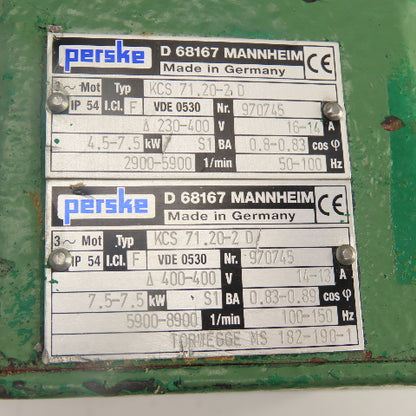 perske D 68167 MANNHEIM CE
Made in Germany
3~ Mot Typ KCS 71.20-2 D
IP 54 I.Cl. F VDE 0530 Nr. 970745
Δ 230-400 V 16-14 A
4.5-7.5 kW S1 BA 0.8-0.83 cos φ
2900-5900 1/min 50-100 Hz
perske D 68167 MANNHEIM CE
Made in Germany
3~ Mot Typ KCS 71.20-2 D
IP 54 I.Cl. F VDE 0530 Nr. 970745
Δ 400-400 V 14-13 A
7,5-7.5 kW S1 BA 0.83-0.89 cos φ
5900-8900 1/min 100-150 Hz
TORWEGGE MS 182-190-1